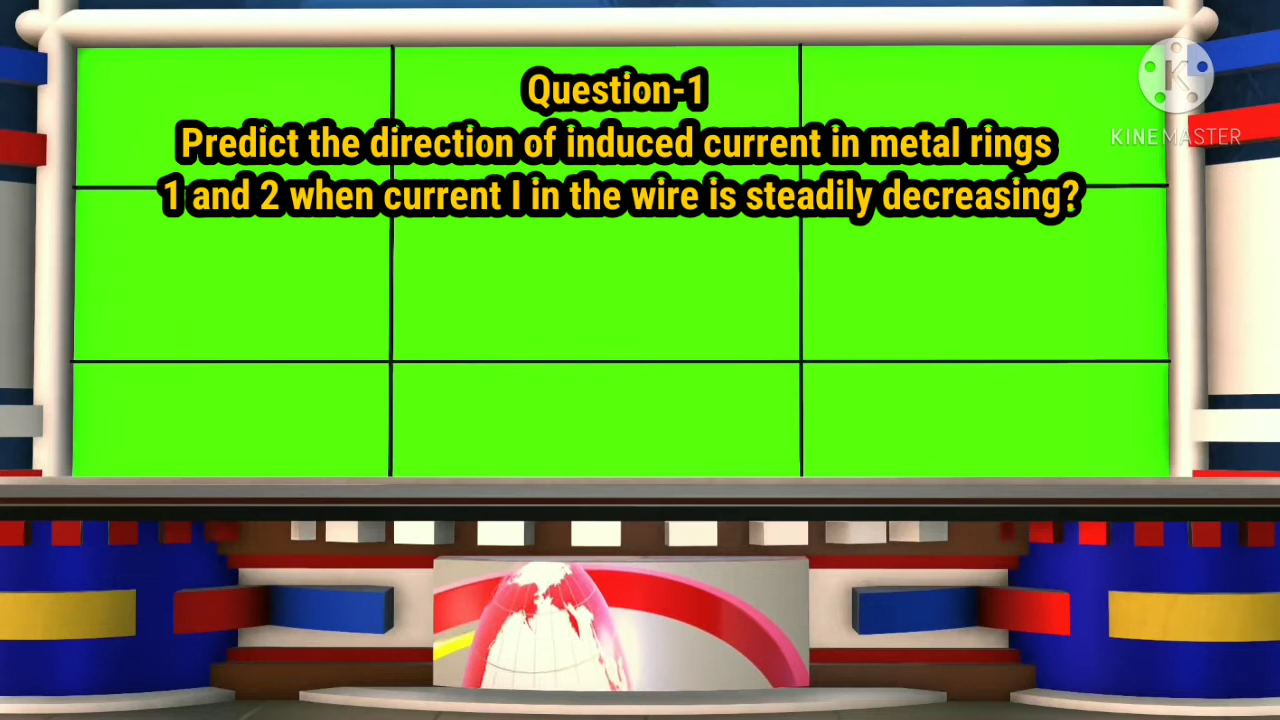 Question-1
Predict the direction of induced current in metal rings
1 and 2 when current I in the wire is steadily decreasing?
K
KINEMASTER